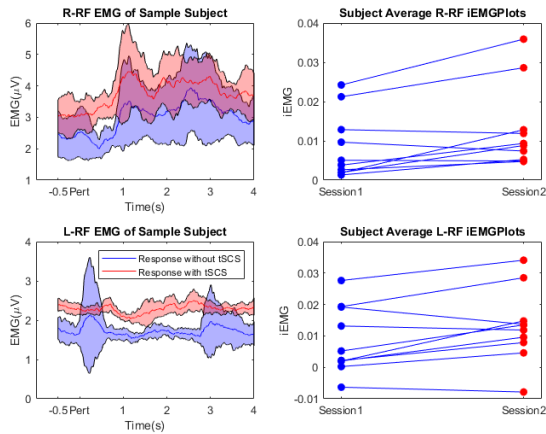 R-RF EMG of Sample Subject
6
5
4
3
2
1
EMG(μV)
-0.5 Pert 1 2 3 4
Time(s)
Subject Average R-RF iEMGPlots
0.04
0.03
0.02
0.01
0
iEMG
Session1 Session2
L-RF EMG of Sample Subject
4
3
2
1
0
EMG(μV)
Response without tSCS
Response with tSCS
-0.5 Pert 1 2 3 4
Time(s)
Subject Average L-RF iEMGPlots
0.04
0.03
0.02
0.01
0
-0.01
iEMG
Session1 Session2